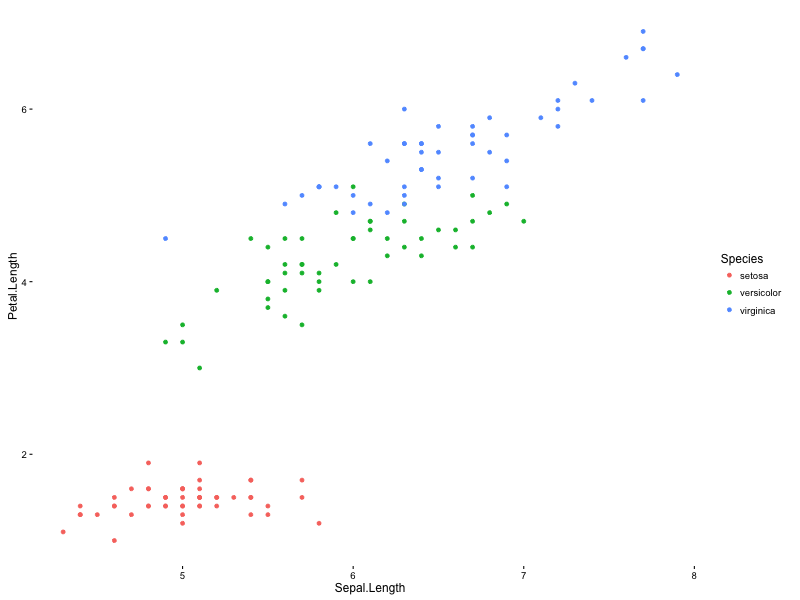 6
4
2
Petal.Length
5
6
7
8
Sepal.Length
Species
setosa
versicolor
virginica